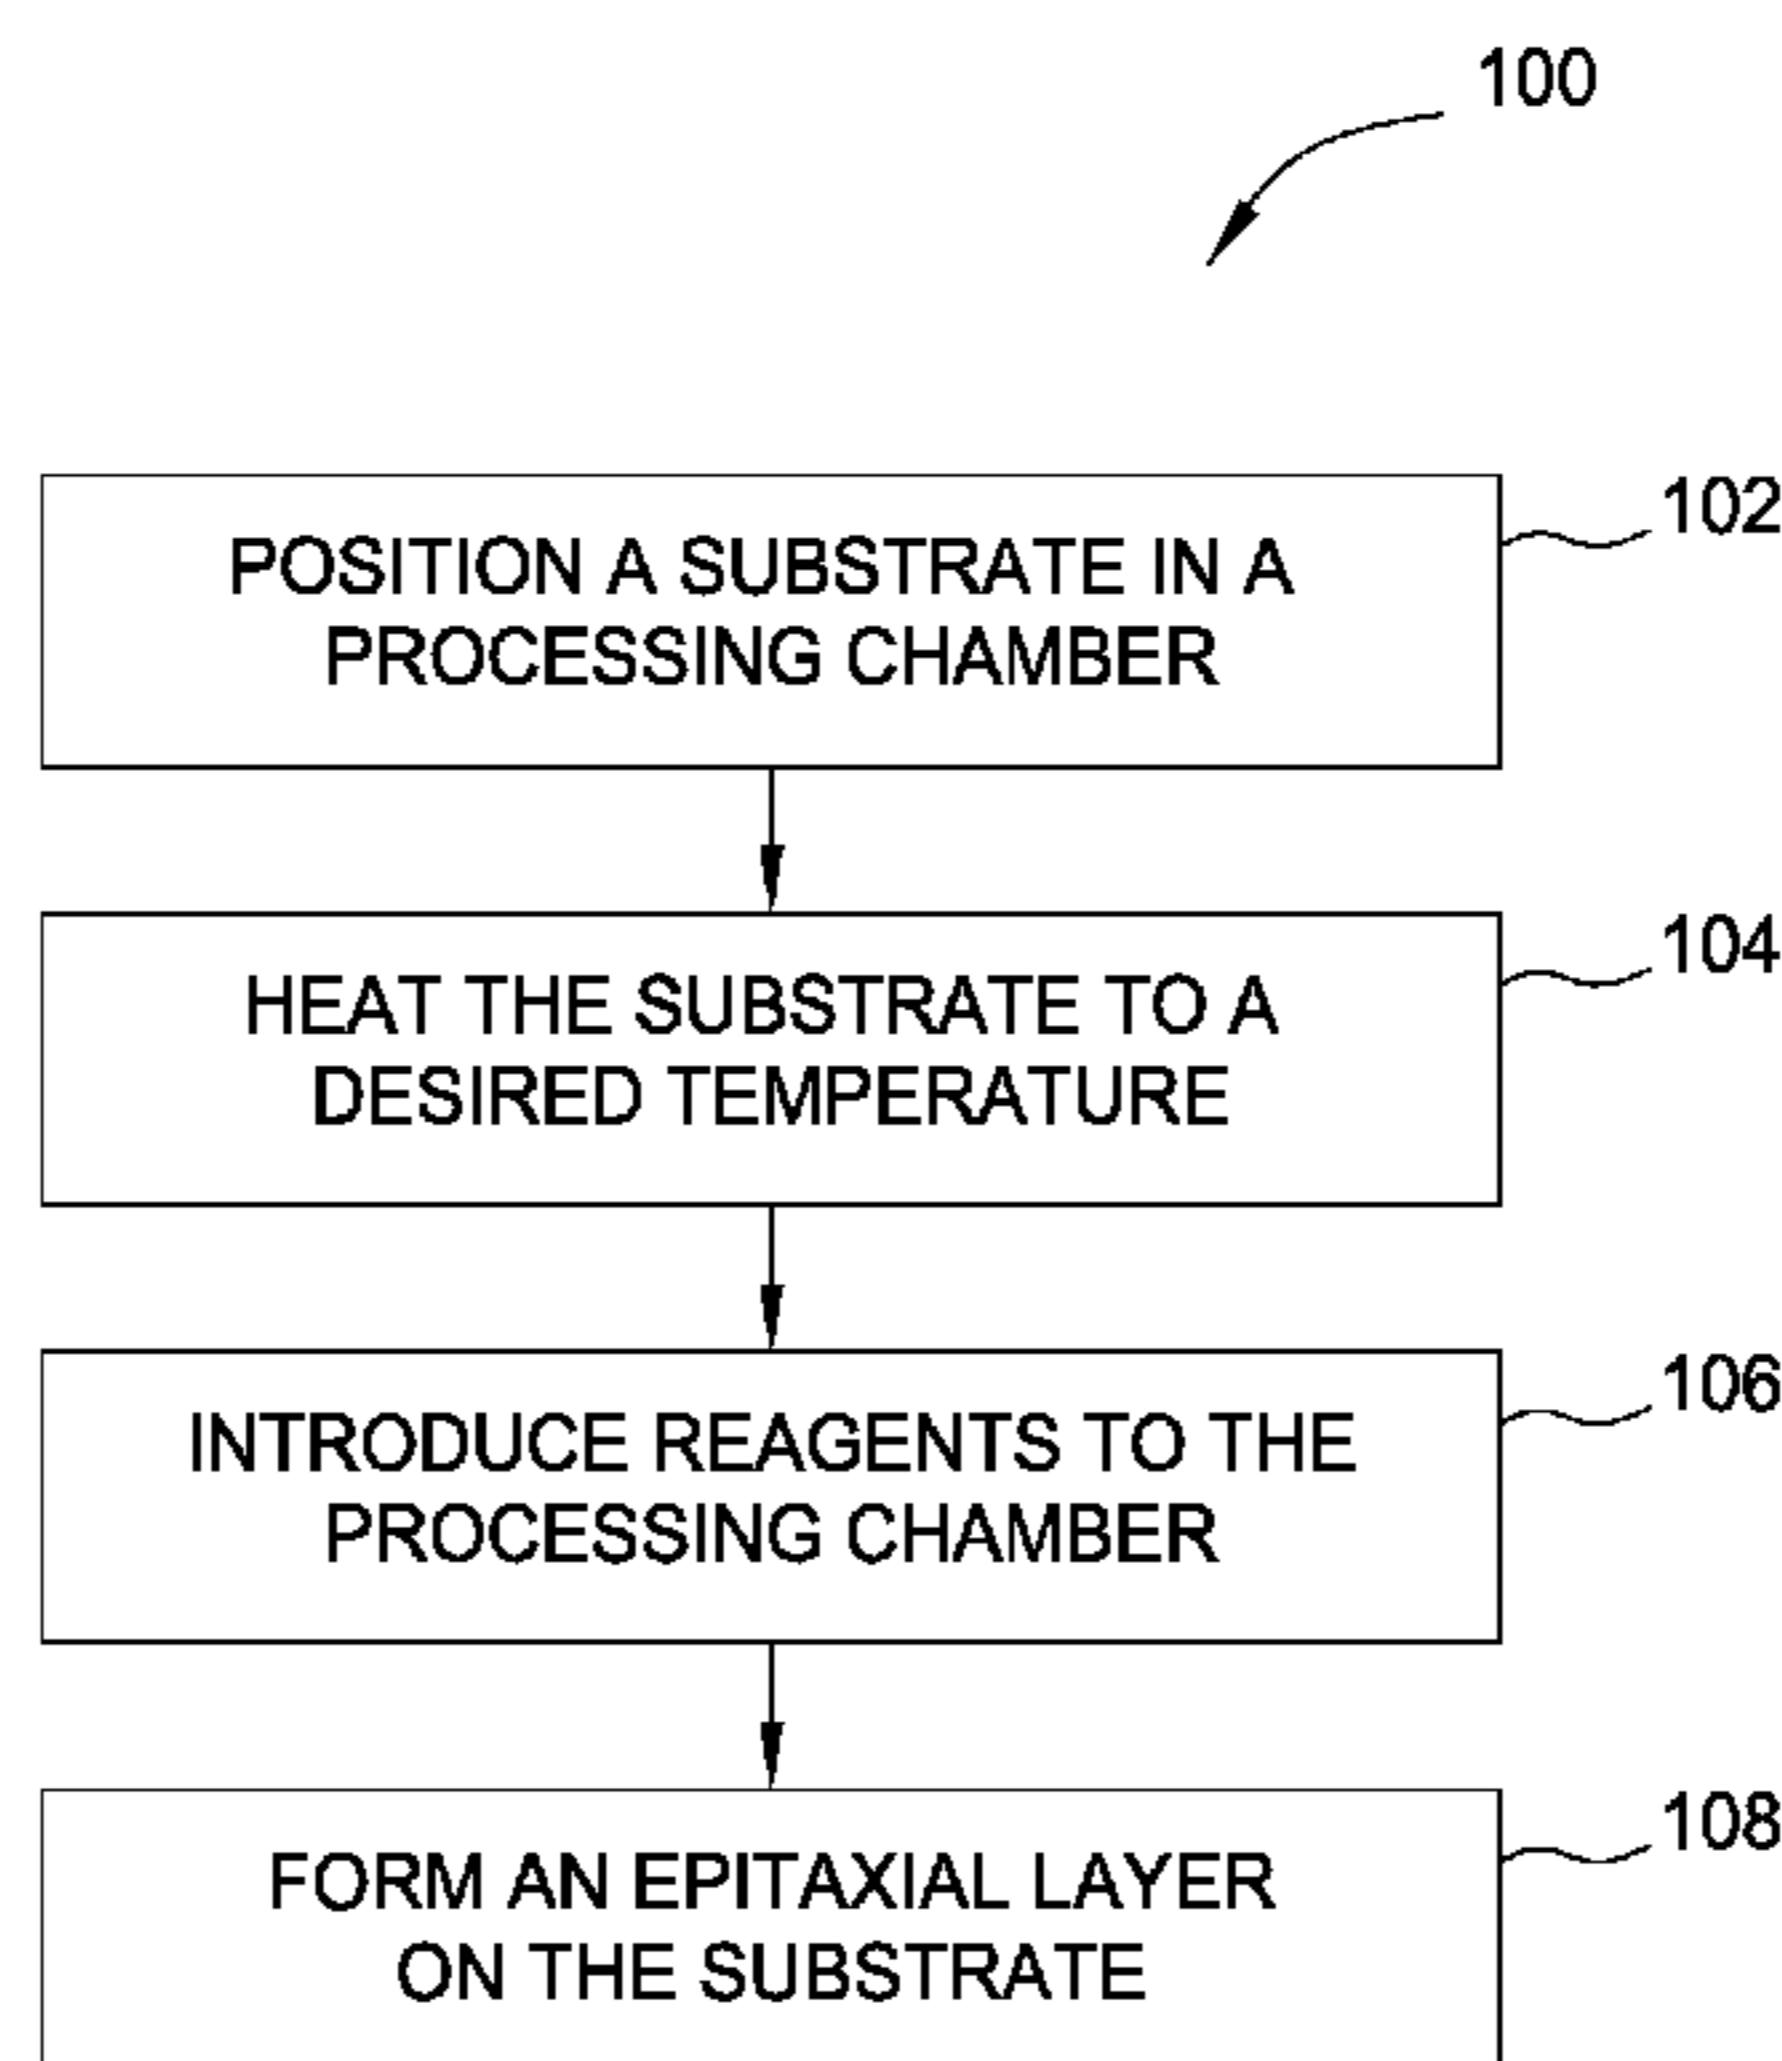 100
POSITION A SUBSTRATE IN A
PROCESSING CHAMBER
102
HEAT THE SUBSTRATE TO A
DESIRED TEMPERATURE
104
INTRODUCE REAGENTS TO THE
PROCESSING CHAMBER
106
FORM AN EPITAXIAL LAYER
ON THE SUBSTRATE
108